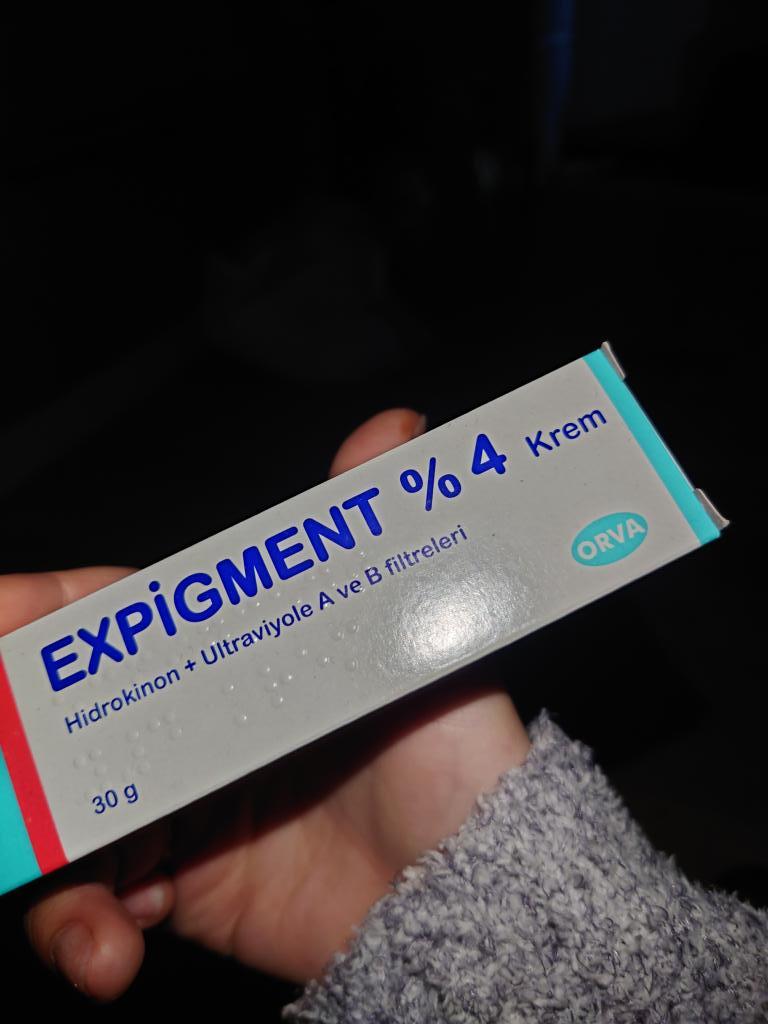 EXPİGMENT %4 Krem
Hidrokinon + Ultraviyole A ve B filtreleri
ORVA
30 g